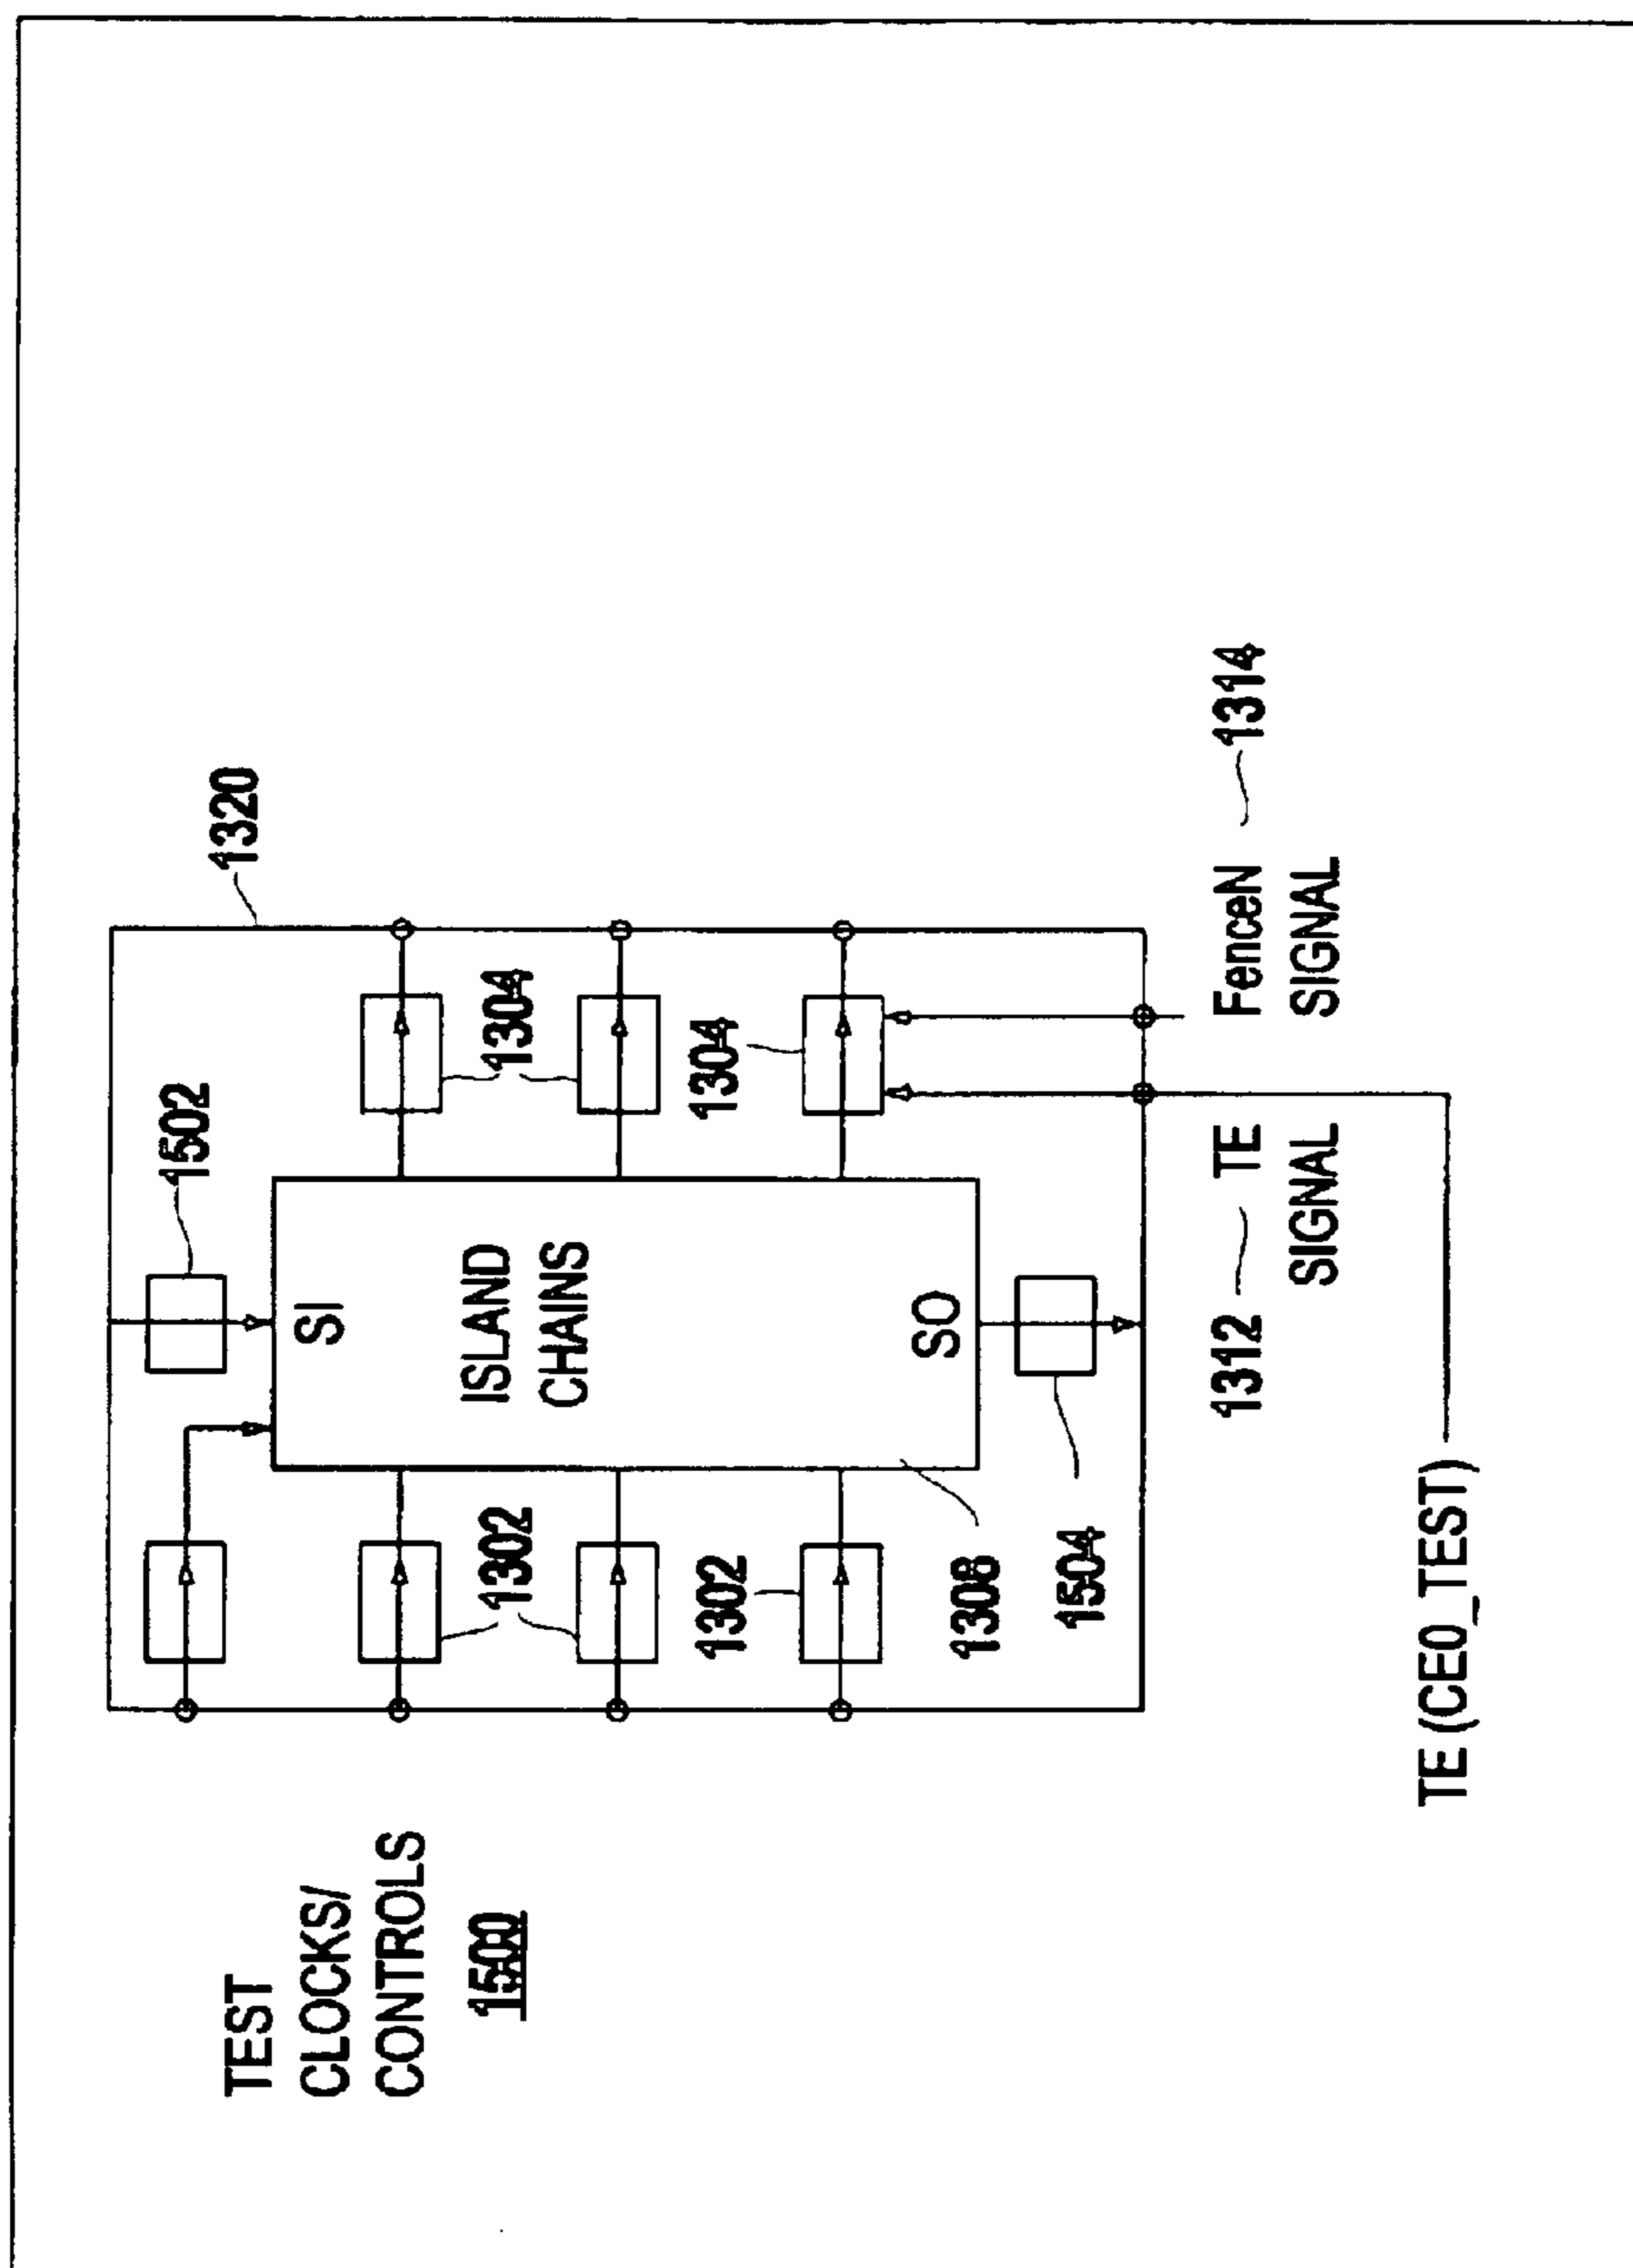 1502
1320
TEST
CLOCKS/
CONTROLS
1500
SI
ISLAND
CHAINS
SO
1302
1304
1302
1304
1308
1504
1312 TE
SIGNAL
FenceN 1314
SIGNAL
TE (CE0_TEST)